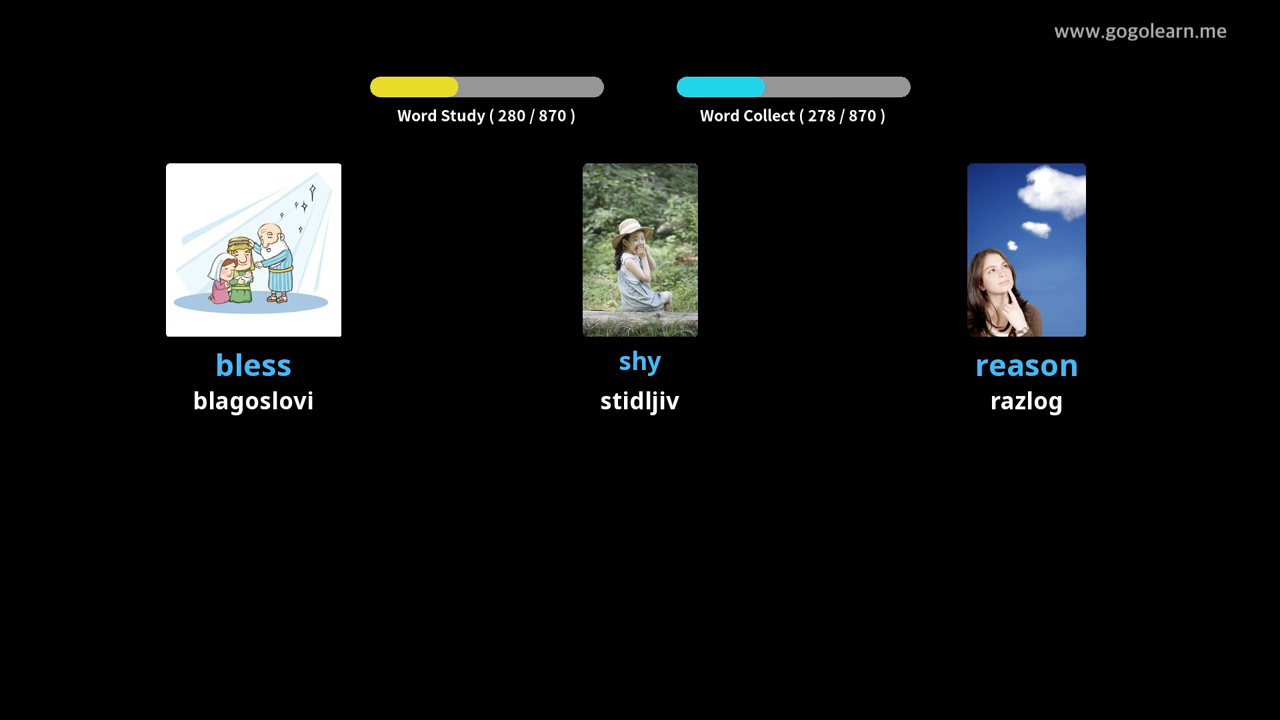 www.gogolearn.me
Word Study ( 280 / 870 )
Word Collect ( 278 / 870 )
bless
blagoslovi
shy
stidljiv
reason
razlog